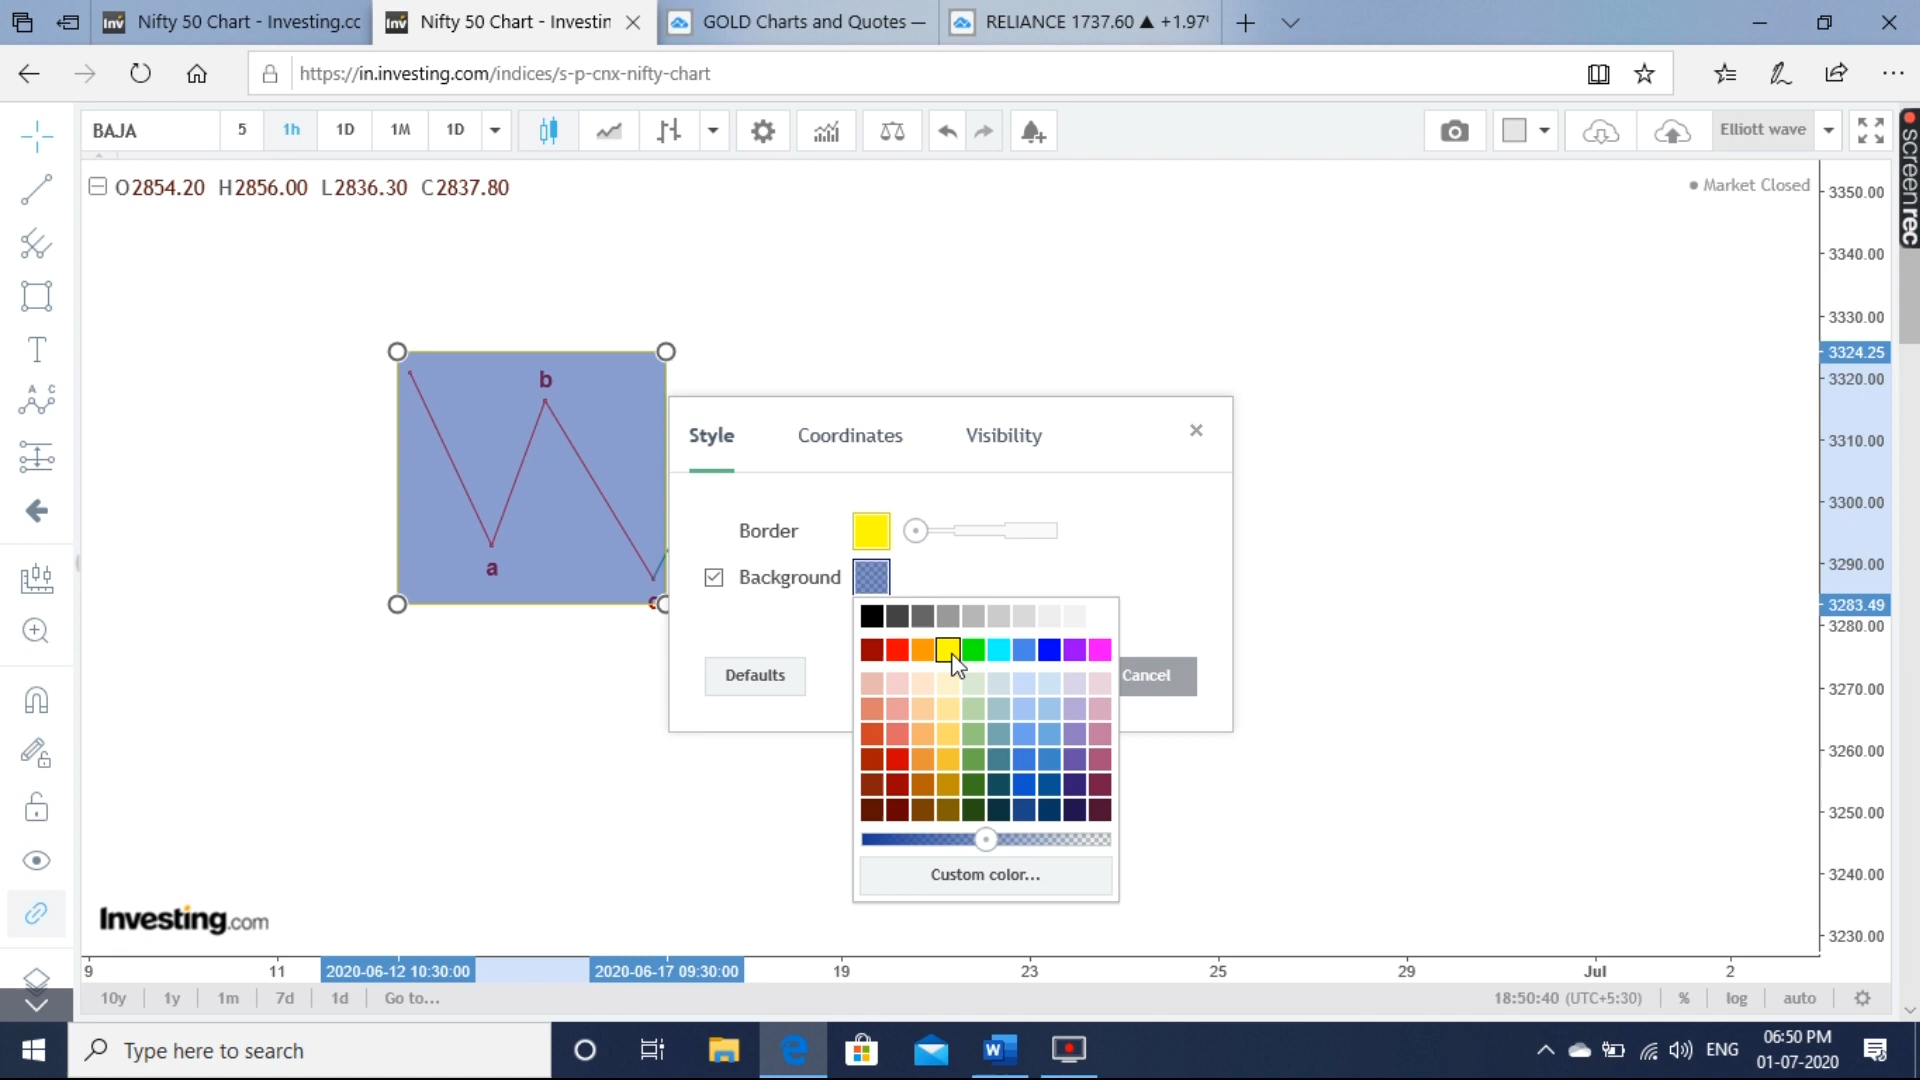 Nifty 50 Chart - Investing.cc
Nifty 50 Chart - Investin
GOLD Charts and Quotes —
RELIANCE 1737.60 ▲ +1.97%
https://in.investing.com/indices/s-p-cnx-nifty-chart
BAJA 5 1h 1D 1M 1D
Elliott wave
screenrec
O2854.20 H2856.00 L2836.30 C2837.80
Market Closed
3350.00
3340.00
3330.00
3324.25
3320.00
3310.00
3300.00
3290.00
3283.49
3280.00
3270.00
3260.00
3250.00
3240.00
3230.00
T
A C
b
a
c
Style Coordinates Visibility
Border
Background
Defaults
Cancel
Custom color...
Investing.com
9 11 2020-06-12 10:30:00 2020-06-17 09:30:00 19 23 25 29 Jul 2
10y 1y 1m 7d 1d Go to...
18:50:40 (UTC+5:30) % log auto
Type here to search
ENG
06:50 PM
01-07-2020